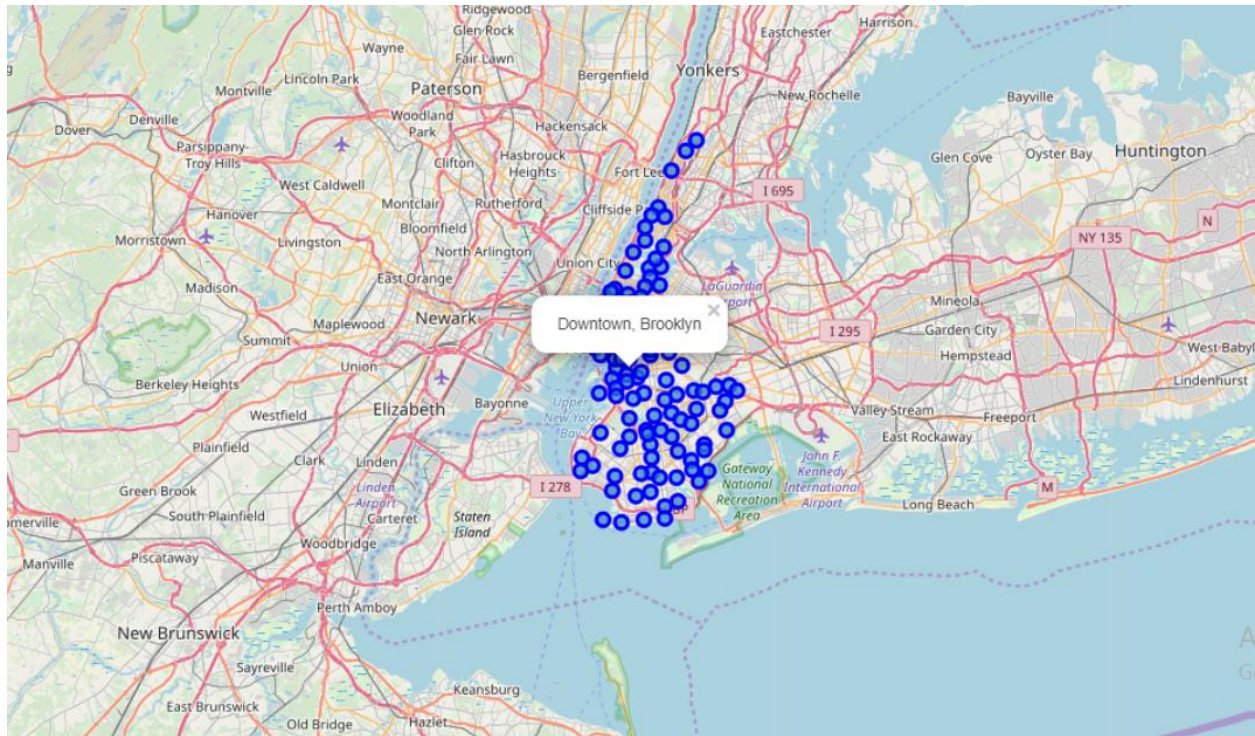 Ridgewood
Glen Rock
Eastchester
Harrison
Wayne
Fair Lawn
Lincoln Park
Bergenfield
Yonkers
Montville
Paterson
New Rochelle
Bayville
Denville
Woodland
Park
Hackensack
Dover
Parsippany-
Troy Hills
Clifton
Hasbrouck
Heights
Fort Lee
Glen Cove
Oyster Bay
Huntington
West Caldwell
I 695
Hanover
Montclair
Rutherford
Cliffside
N
Bloomfield
Morristown
Livingston
North Arlington
Union City
NY 135
East Orange
LaGuardia
Airport
Madison
Mineola
Downtown, Brooklyn
×
Maplewood
Newark
I 295
Garden City
Summit
Hempstead
West Babyl
Union
Berkeley Heights
Lindenhurst
Elizabeth
Bayonne
Upper
New York
Bay
Valley Stream
Freeport
Westfield
East Rockaway
Plainfield
Clark
Linden
Gateway
National
Recreation
Area
John F.
Kennedy
International
Airport
Green Brook
Linden
Airport
I 278
M
Long Beach
South Plainfield
Carteret
Staten
Island
omerville
Woodbridge
Piscataway
Manville
Perth Amboy
New Brunswick
Sayreville
Keansburg
East Brunswick
Old Bridge
Hazlet